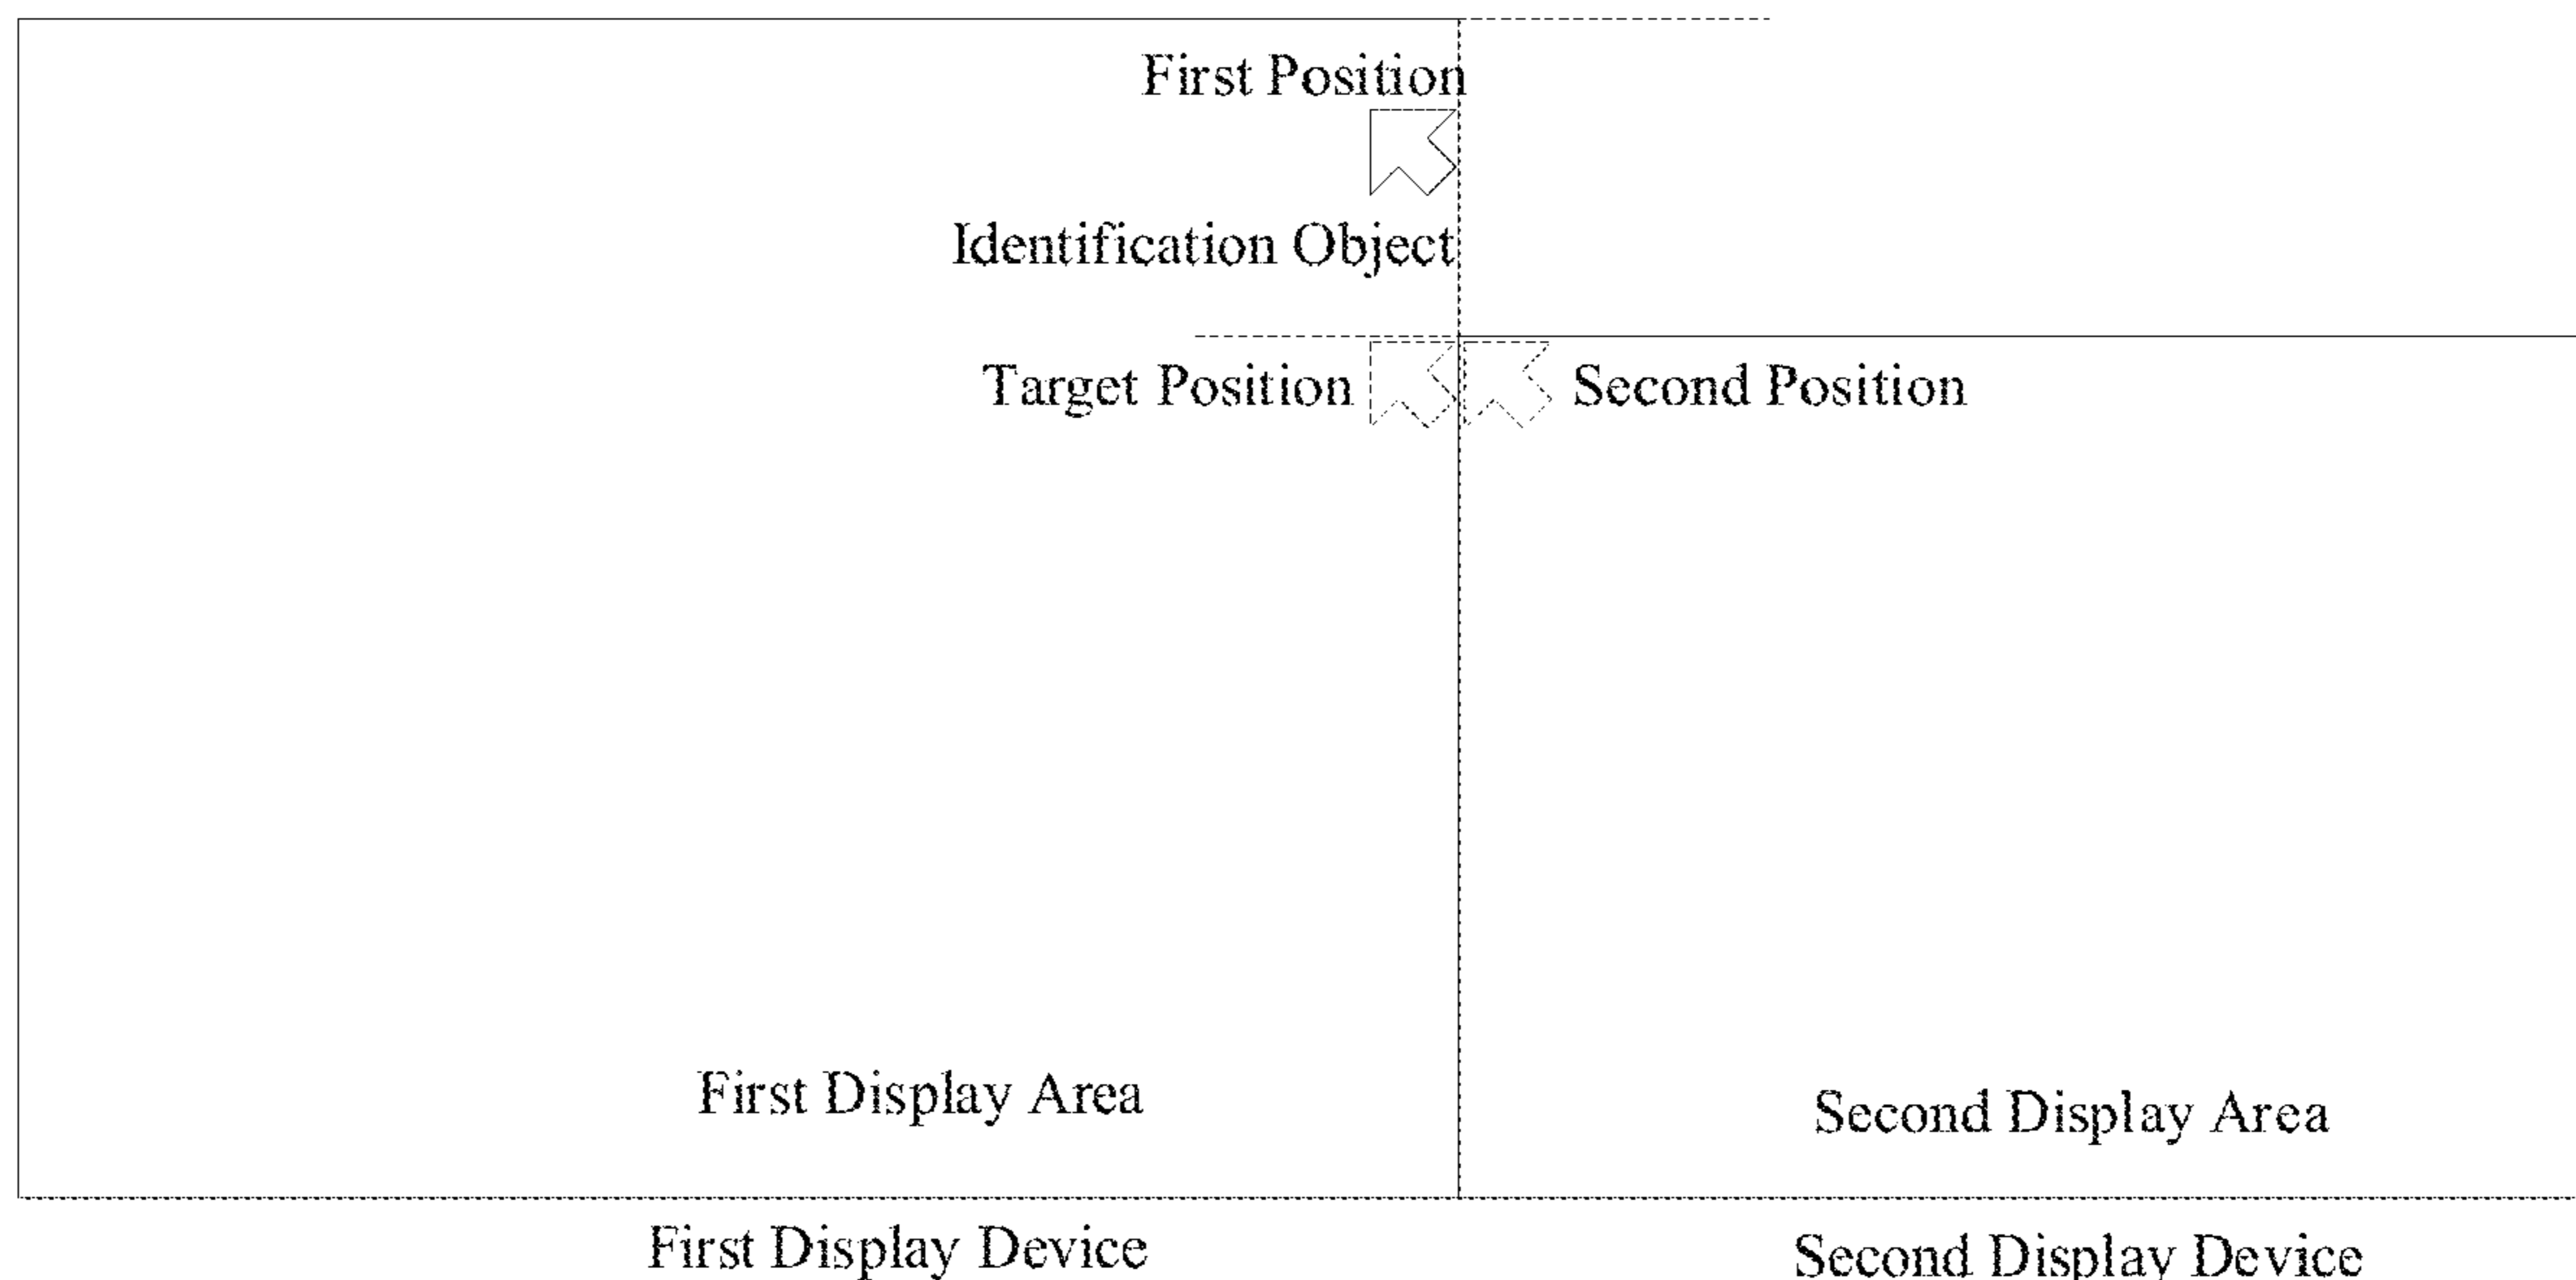 First Position
Identification Object
Target Position
Second Position
First Display Area
Second Display Area
First Display Device
Second Display Device